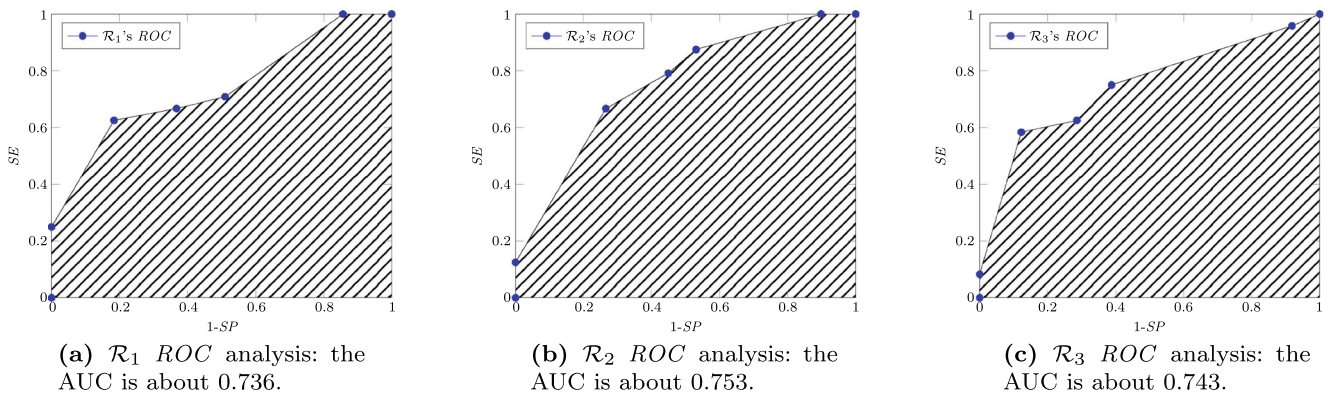 1
0.8
0.6
0.4
0.2
0
SE
0 0.2 0.4 0.6 0.8 1
1-SP
R₁'s ROC
(a) R₁ ROC analysis: the
AUC is about 0.736.
1
0.8
0.6
0.4
0.2
0
SE
0 0.2 0.4 0.6 0.8 1
1-SP
R₂'s ROC
(b) R₂ ROC analysis: the
AUC is about 0.753.
1
0.8
0.6
0.4
0.2
0
SE
0 0.2 0.4 0.6 0.8 1
1-SP
R₃'s ROC
(c) R₃ ROC analysis: the
AUC is about 0.743.